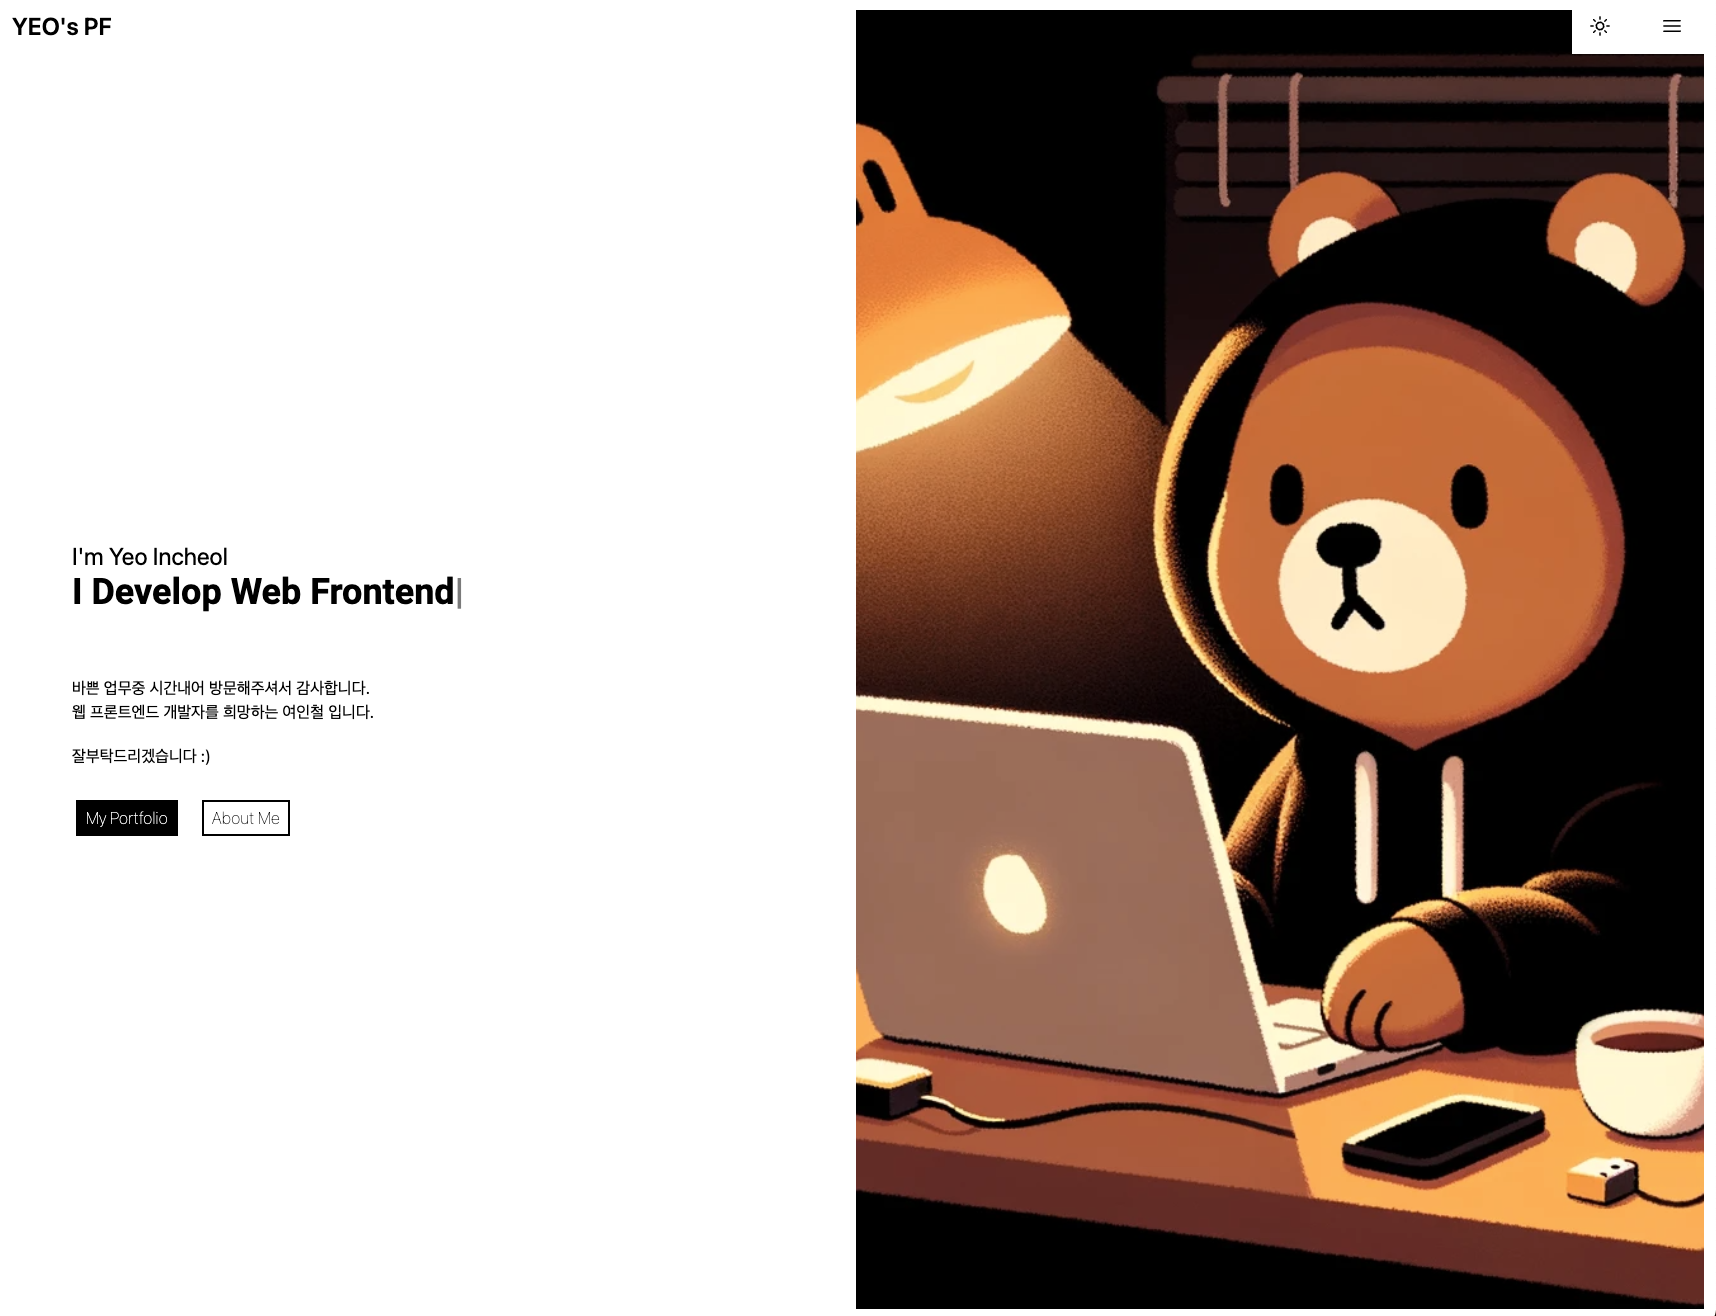 YEO's PF
I'm Yeo Incheol
I Develop Web Frontend|
바쁜 업무중 시간내어 방문해주셔서 감사합니다.
웹 프론트엔드 개발자를 희망하는 여인철 입니다.
잘부탁드리겠습니다 :)
My Portfolio
About Me